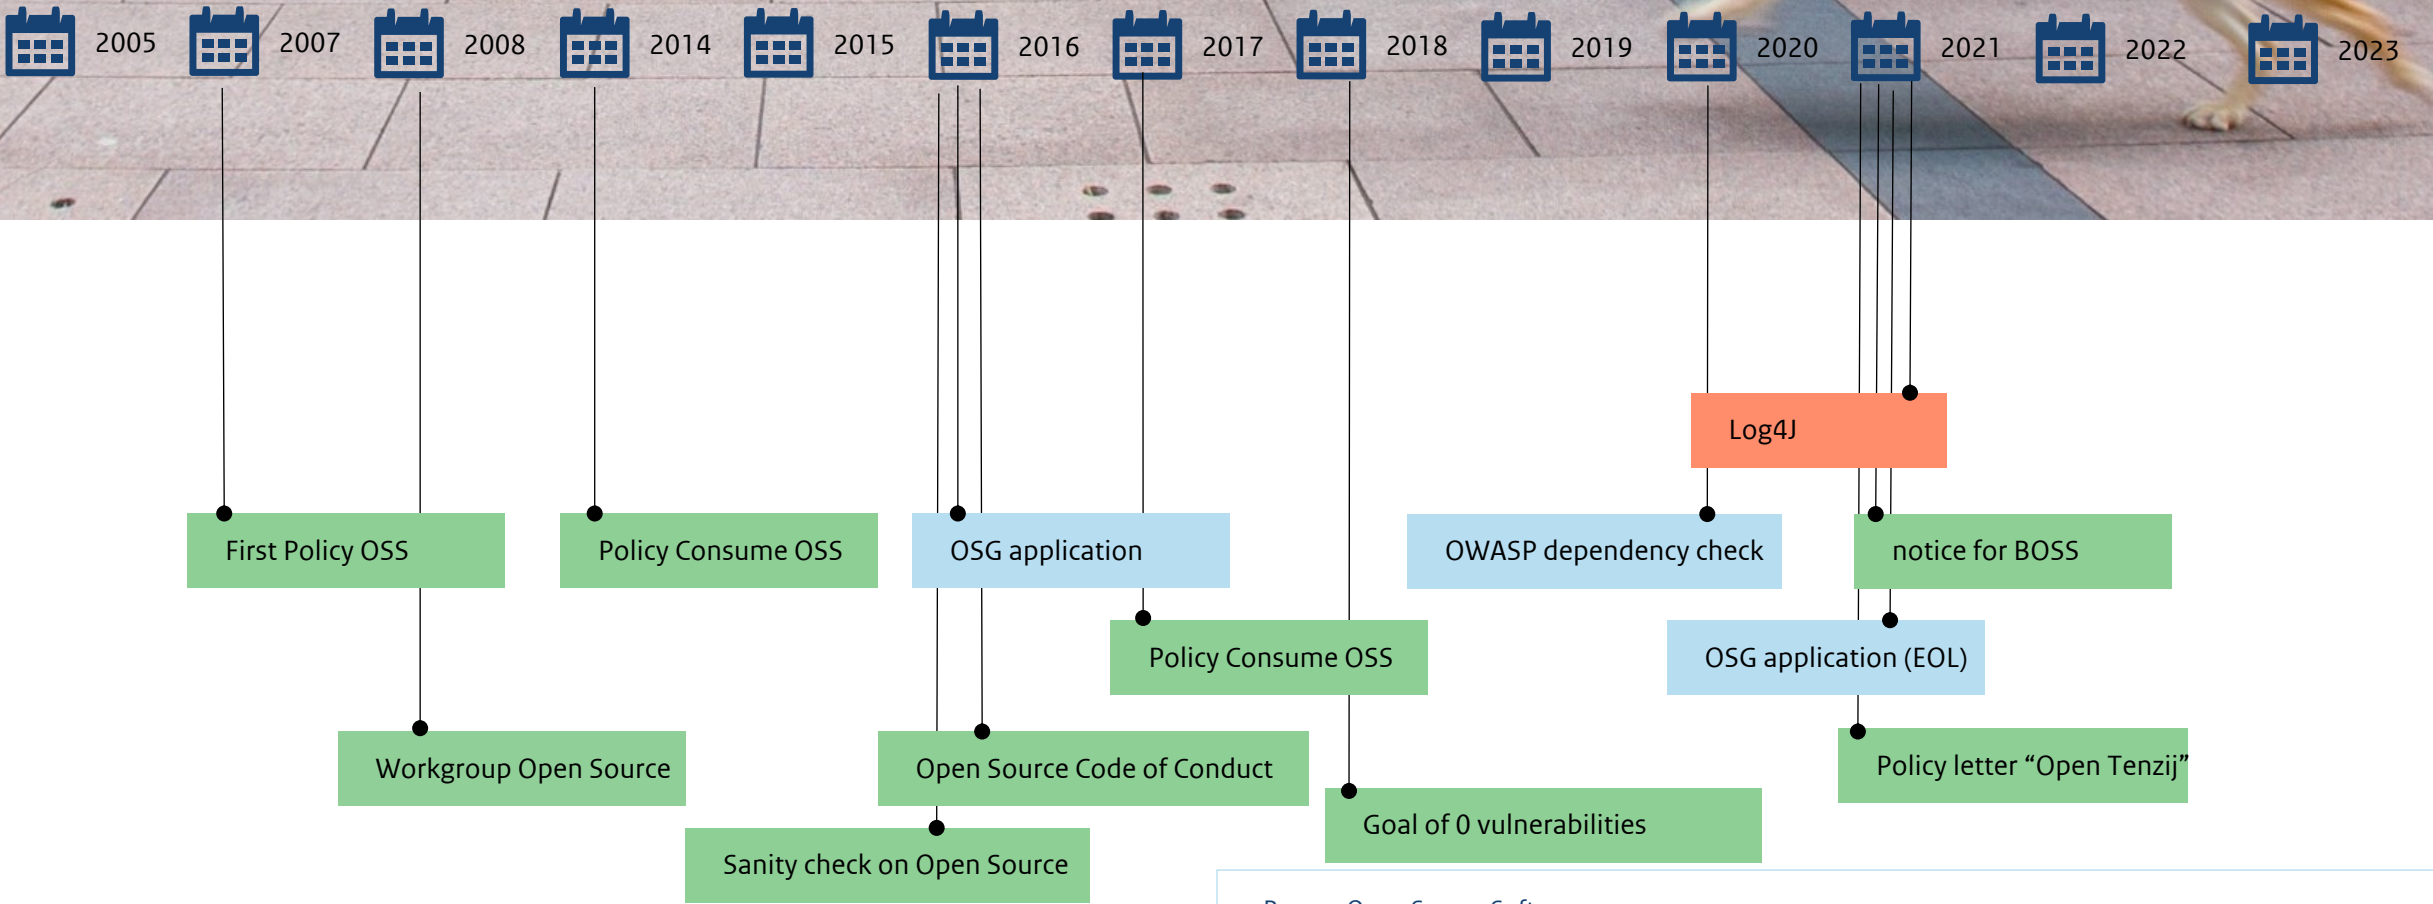 2005
2007
2008
2014
2015
2016
2017
2018
2019
2020
2021
2022
2023
Log4J
First Policy OSS
Policy Consume OSS
OSG application
OWASP dependency check
notice for BOSS
Policy Consume OSS
OSG application (EOL)
Workgroup Open Source
Open Source Code of Conduct
Policy letter “Open Tenzij”
Goal of 0 vulnerabilities
Sanity check on Open Source